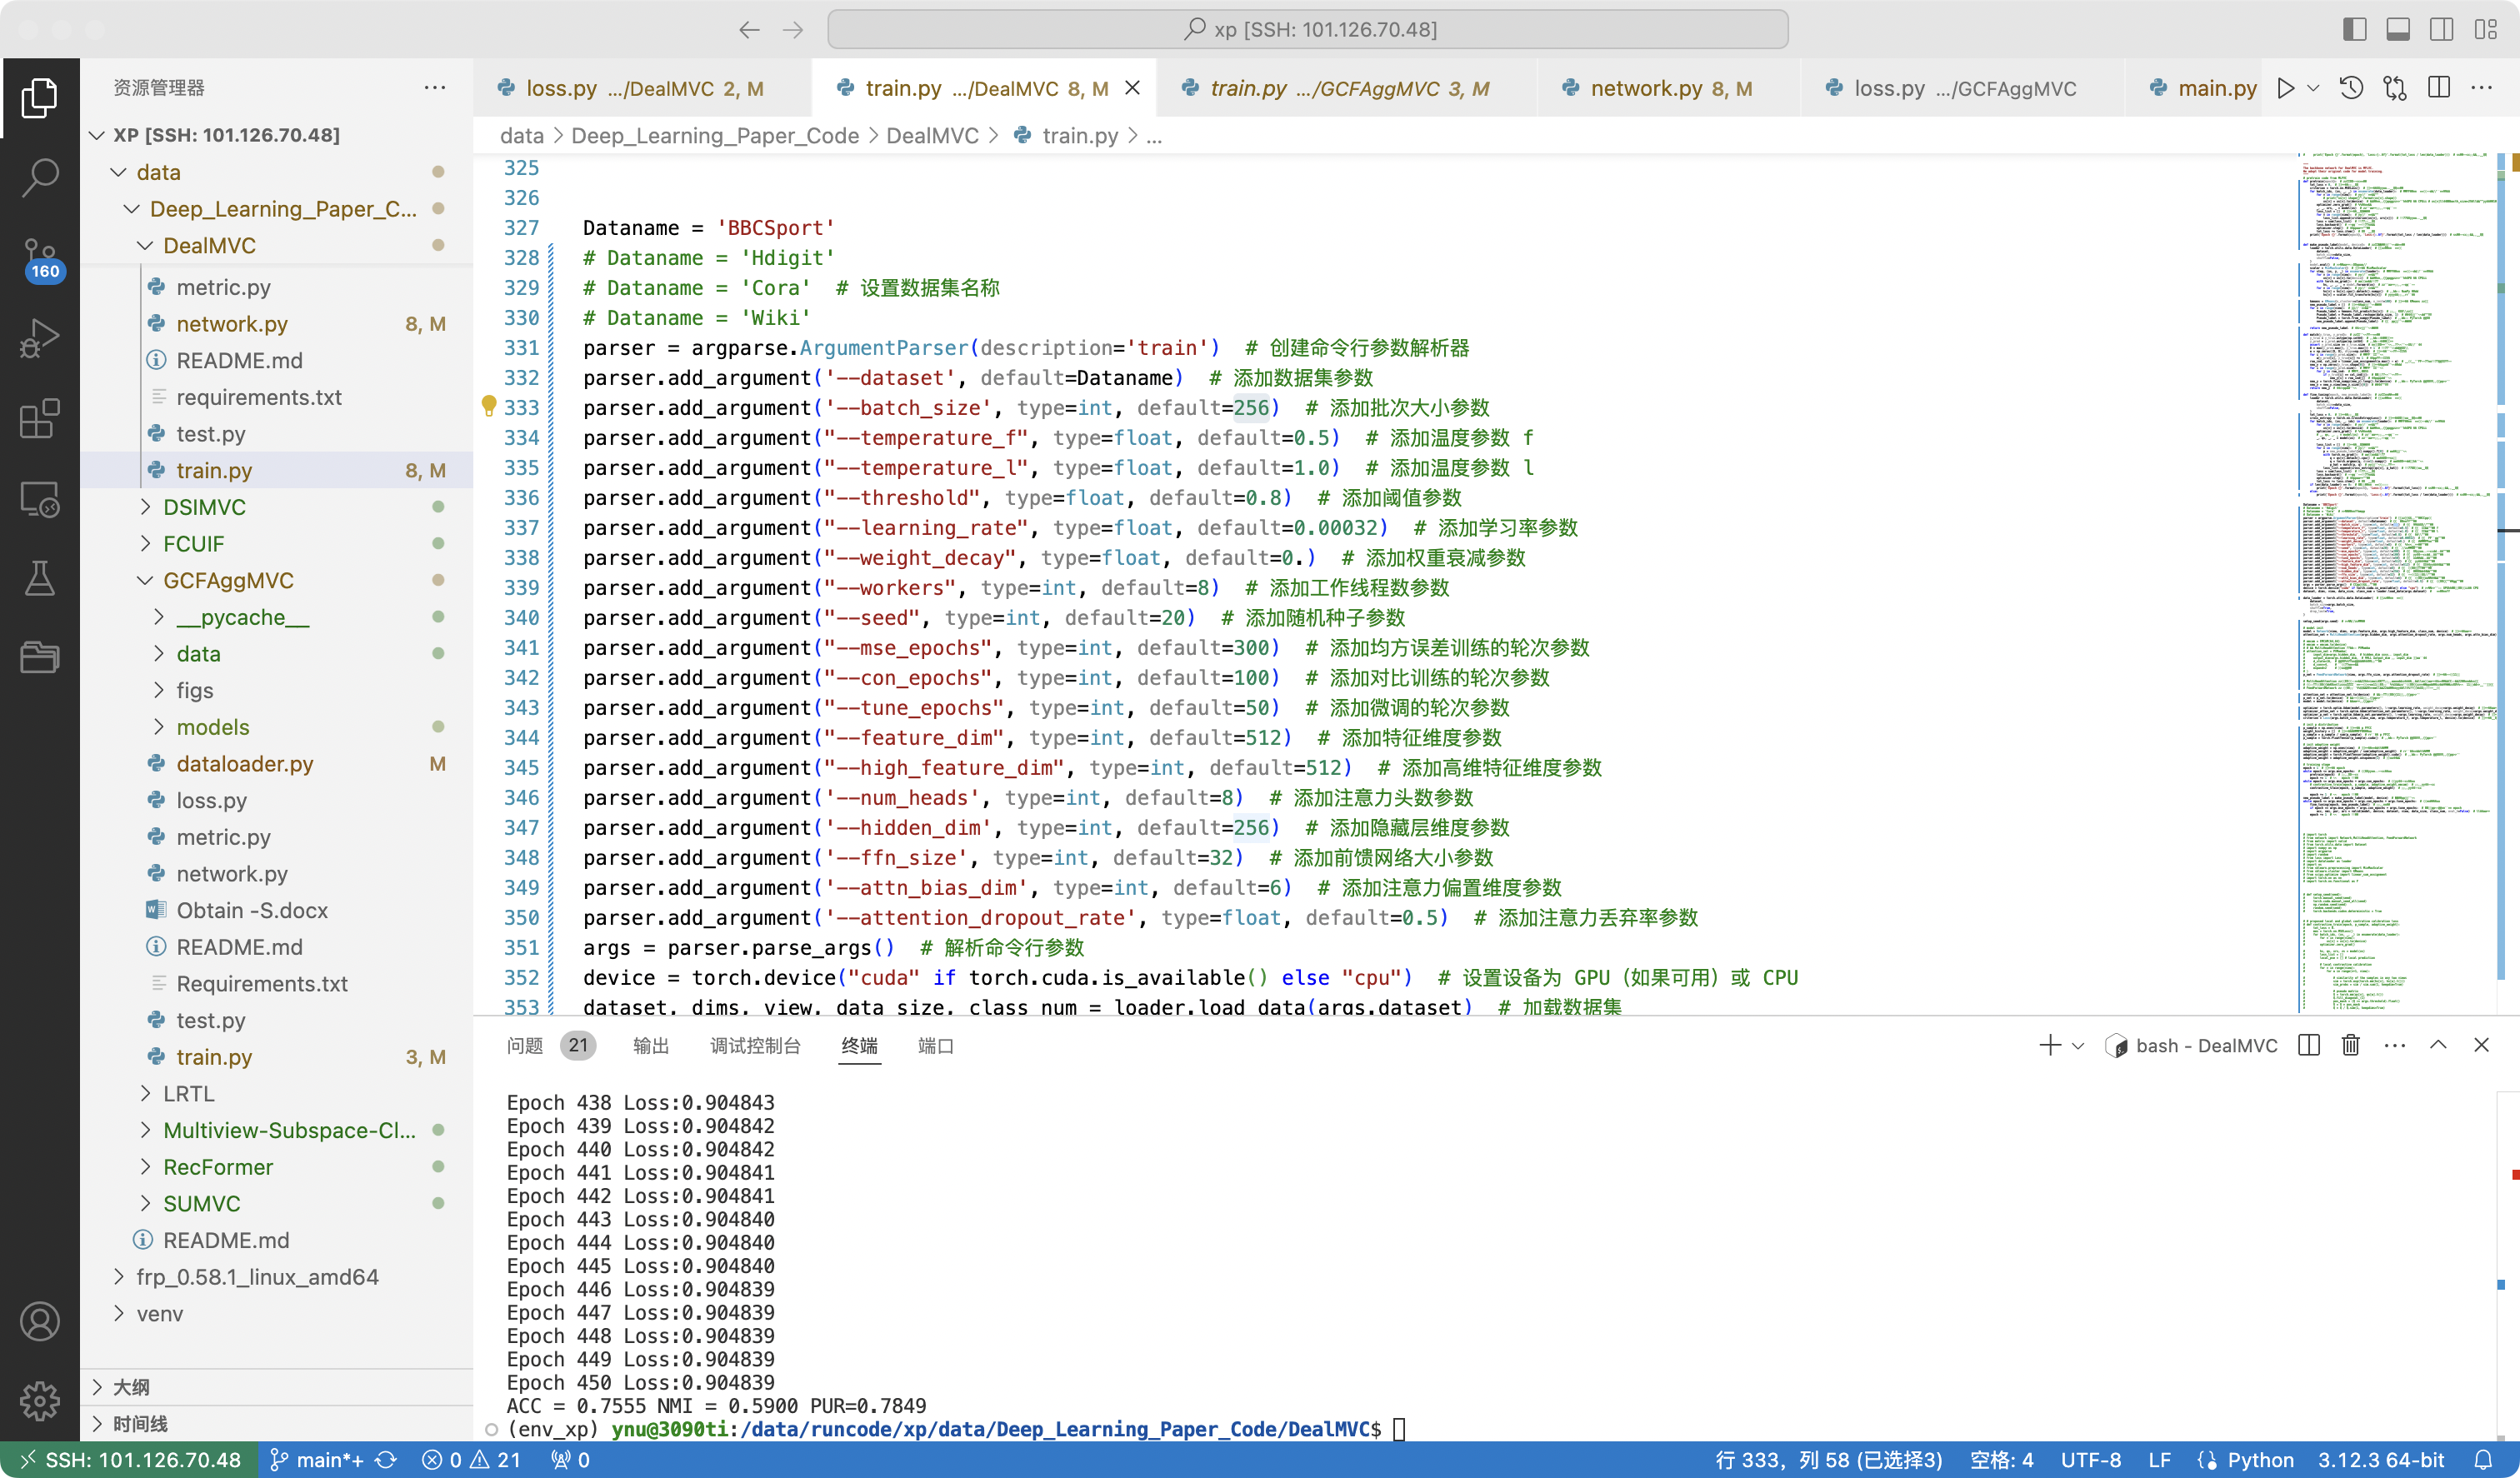 xp [SSH: 101.126.70.48]
资源管理器
XP [SSH: 101.126.70.48]
data
Deep_Learning_Paper_C...
DealMVC
metric.py
network.py 8, M
README.md
requirements.txt
test.py
train.py 8, M
DSIMVC
FCUIF
GCFAggMVC
__pycache__
data
figs
models
dataloader.py M
loss.py
metric.py
network.py
Obtain -S.docx
README.md
Requirements.txt
test.py
train.py 3, M
LRTL
Multiview-Subspace-Cl...
RecFormer
SUMVC
README.md
frp_0.58.1_linux_amd64
venv
大纲
时间线
160
loss.py .../DealMVC 2, M
train.py .../DealMVC 8, M
train.py .../GCFAggMVC 3, M
network.py 8, M
loss.py .../GCFAggMVC
main.py
data > Deep_Learning_Paper_Code > DealMVC > train.py > ...
325
326
327 Dataname = 'BBCSport'
328 # Dataname = 'Hdigit'
329 # Dataname = 'Cora'  # 设置数据集名称
330 # Dataname = 'Wiki'
331 parser = argparse.ArgumentParser(description='train')  # 创建命令行参数解析器
332 parser.add_argument('--dataset', default=Dataname)  # 添加数据集参数
333 parser.add_argument('--batch_size', type=int, default=256)  # 添加批次大小参数
334 parser.add_argument("--temperature_f", type=float, default=0.5)  # 添加温度参数 f
335 parser.add_argument("--temperature_l", type=float, default=1.0)  # 添加温度参数 l
336 parser.add_argument("--threshold", type=float, default=0.8)  # 添加阈值参数
337 parser.add_argument("--learning_rate", type=float, default=0.00032)  # 添加学习率参数
338 parser.add_argument("--weight_decay", type=float, default=0.)  # 添加权重衰减参数
339 parser.add_argument("--workers", type=int, default=8)  # 添加工作线程数参数
340 parser.add_argument("--seed", type=int, default=20)  # 添加随机种子参数
341 parser.add_argument("--mse_epochs", type=int, default=300)  # 添加均方误差训练的轮次参数
342 parser.add_argument("--con_epochs", type=int, default=100)  # 添加对比训练的轮次参数
343 parser.add_argument("--tune_epochs", type=int, default=50)  # 添加微调的轮次参数
344 parser.add_argument("--feature_dim", type=int, default=512)  # 添加特征维度参数
345 parser.add_argument("--high_feature_dim", type=int, default=512)  # 添加高维特征维度参数
346 parser.add_argument('--num_heads', type=int, default=8)  # 添加注意力头数参数
347 parser.add_argument('--hidden_dim', type=int, default=256)  # 添加隐藏层维度参数
348 parser.add_argument('--ffn_size', type=int, default=32)  # 添加前馈网络大小参数
349 parser.add_argument('--attn_bias_dim', type=int, default=6)  # 添加注意力偏置维度参数
350 parser.add_argument('--attention_dropout_rate', type=float, default=0.5)  # 添加注意力丢弃率参数
351 args = parser.parse_args()  # 解析命令行参数
352 device = torch.device("cuda" if torch.cuda.is_available() else "cpu")  # 设置设备为 GPU（如果可用）或 CPU
353 dataset, dims, view, data_size, class_num = loader.load_data(args.dataset)  # 加载数据集
问题 21 输出 调试控制台 终端 端口
bash - DealMVC
Epoch 438 Loss:0.904843
Epoch 439 Loss:0.904842
Epoch 440 Loss:0.904842
Epoch 441 Loss:0.904841
Epoch 442 Loss:0.904841
Epoch 443 Loss:0.904840
Epoch 444 Loss:0.904840
Epoch 445 Loss:0.904840
Epoch 446 Loss:0.904839
Epoch 447 Loss:0.904839
Epoch 448 Loss:0.904839
Epoch 449 Loss:0.904839
Epoch 450 Loss:0.904839
ACC = 0.7555 NMI = 0.5900 PUR=0.7849
(env_xp) ynu@3090ti:/data/runcode/xp/data/Deep_Learning_Paper_Code/DealMVC$
SSH: 101.126.70.48 main*+ 0 21 0 行 333，列 58 (已选择3) 空格: 4 UTF-8 LF Python 3.12.3 64-bit